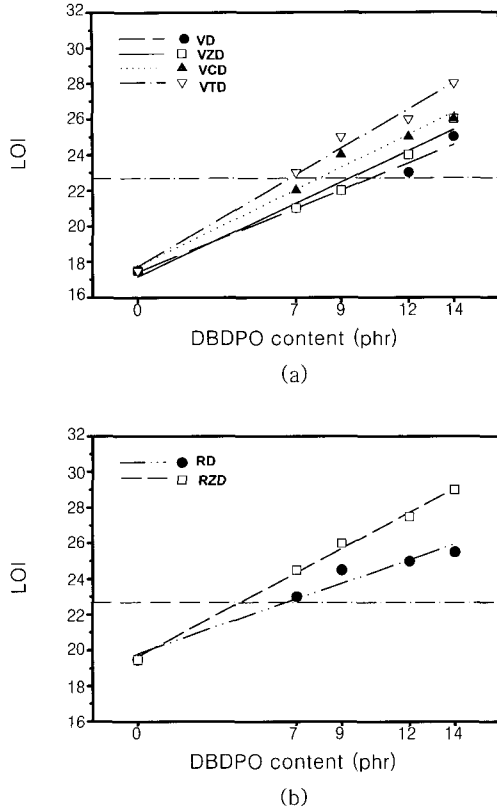 32
30
28
26
24
22
20
18
16
LOI
VD
VZD
VCD
VTD
0 7 9 12 14
DBDPO content (phr)
(a)
32
30
28
26
24
22
20
18
16
LOI
RD
RZD
0 7 9 12 14
DBDPO content (phr)
(b)